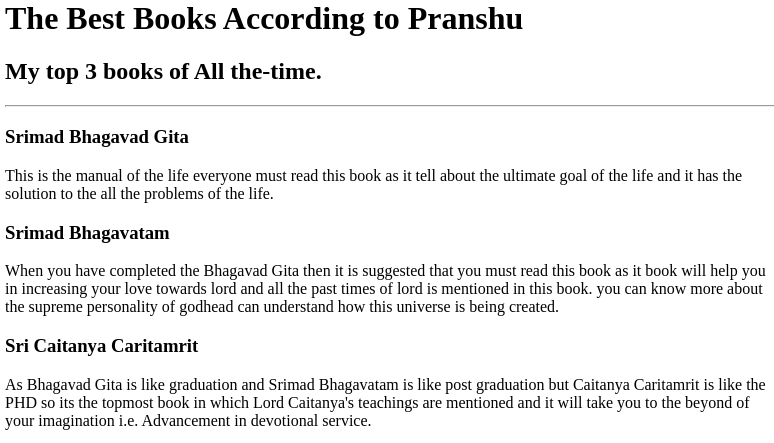 The Best Books According to Pranshu
My top 3 books of All the-time.
Srimad Bhagavad Gita
This is the manual of the life everyone must read this book as it tell about the ultimate goal of the life and it has the
solution to the all the problems of the life.
Srimad Bhagavatam
When you have completed the Bhagavad Gita then it is suggested that you must read this book as it book will help you
in increasing your love towards lord and all the past times of lord is mentioned in this book. you can know more about
the supreme personality of godhead can understand how this universe is being created.
Sri Caitanya Caritamrit
As Bhagavad Gita is like graduation and Srimad Bhagavatam is like post graduation but Caitanya Caritamrit is like the
PHD so its the topmost book in which Lord Caitanya's teachings are mentioned and it will take you to the beyond of
your imagination i.e. Advancement in devotional service.